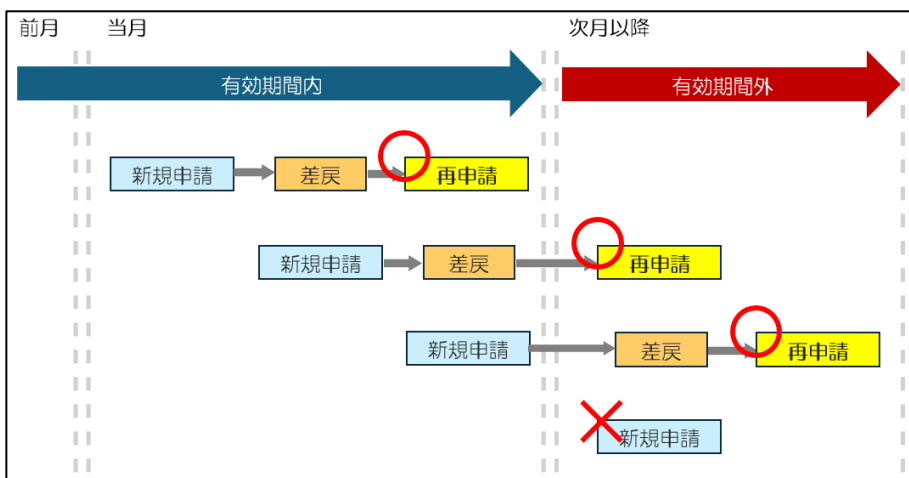 前月
当月
次月以降
有効期間内
有効期間外
新規申請
差戻
再申請
新規申請
差戻
再申請
新規申請
差戻
再申請
新規申請